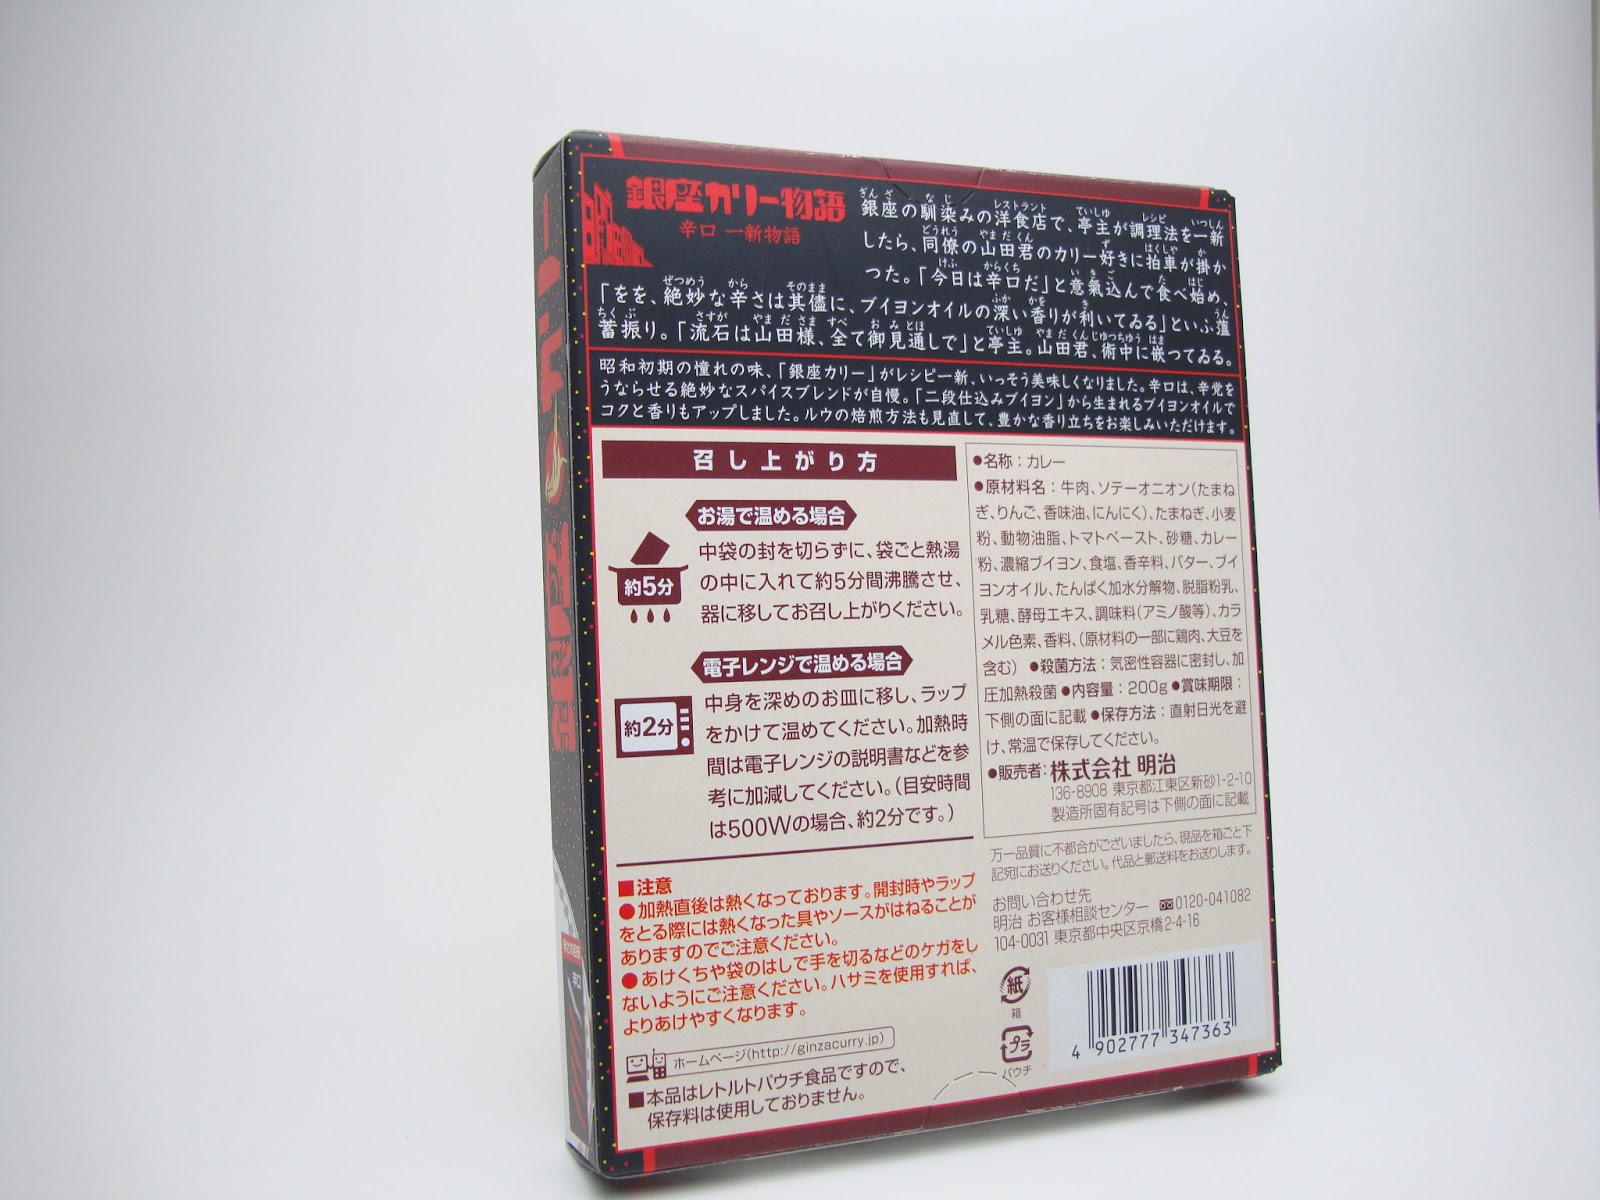 銀座カリー物語
辛口 一新物語
銀座の馴染みの洋食店で、亭主が調理法を一新
したら、同僚の山田君のカリー好きに拍車が掛か
つた。「今日は辛口だ」と意氣込んで食べ始め、
「をを、絶妙な辛さは其儘に、ブイヨンオイルの深い香りが利いてゐる」といふ薀
蓄振り。「流石は山田様、全て御見通しで」と亭主。山田君、術中に嵌つてゐる。
昭和初期の憧れの味、「銀座カリー」がレシピ一新、いっそう美味しくなりました。辛口は、辛党を
うならせる絶妙なスパイスブレンドが自慢。「二段仕込みブイヨン」から生まれるブイヨンオイルで
コクと香りもアップしました。ルウの焙煎方法も見直して、豊かな香り立ちをお楽しみいただけます。
召し上がり方
お湯で温める場合
約5分
中袋の封を切らずに、袋ごと熱湯
の中に入れて約5分間沸騰させ、
器に移してお召し上がりください。
電子レンジで温める場合
約2分
中身を深めのお皿に移し、ラップ
をかけて温めてください。加熱時
間は電子レンジの説明書などを参
考に加減してください。(目安時間
は500Wの場合、約2分です。)
■注意
●加熱直後は熱くなっております。開封時やラップ
をとる際には熱くなった具やソースがはねることが
ありますのでご注意ください。
●あけくちや袋のはしで手を切るなどのケガをし
ないようにご注意ください。ハサミを使用すれば、
よりあけやすくなります。
ホームページ(http://ginzacurry.jp)
■本品はレトルトパウチ食品ですので、
保存料は使用しておりません。
●名称：カレー
●原材料名：牛肉、ソテーオニオン(たまね
ぎ、りんご、香味油、にんにく)、たまねぎ、小麦
粉、動物油脂、トマトペースト、砂糖、カレー
粉、濃縮ブイヨン、食塩、香辛料、バター、ブイ
ヨンオイル、たんぱく加水分解物、脱脂粉乳、
乳糖、酵母エキス、調味料(アミノ酸等)、カラ
メル色素、香料、(原材料の一部に鶏肉、大豆を
含む) ●殺菌方法：気密性容器に密封し、加
圧加熱殺菌 ●内容量：200g ●賞味期限：
下側の面に記載 ●保存方法：直射日光を避
け、常温で保存してください。
●販売者：株式会社 明治
136-8908 東京都江東区新砂1-2-10
製造所固有記号は下側の面に記載
万一品質に不都合がございましたら、現品を箱ごと下
記宛にお送りください。代品と郵送料をお送りします。
お問い合わせ先
明治 お客様相談センター 0120-041082
104-0031 東京都中央区京橋2-4-16
紙
箱
プラ
パウチ
4 902777 347363
辛口